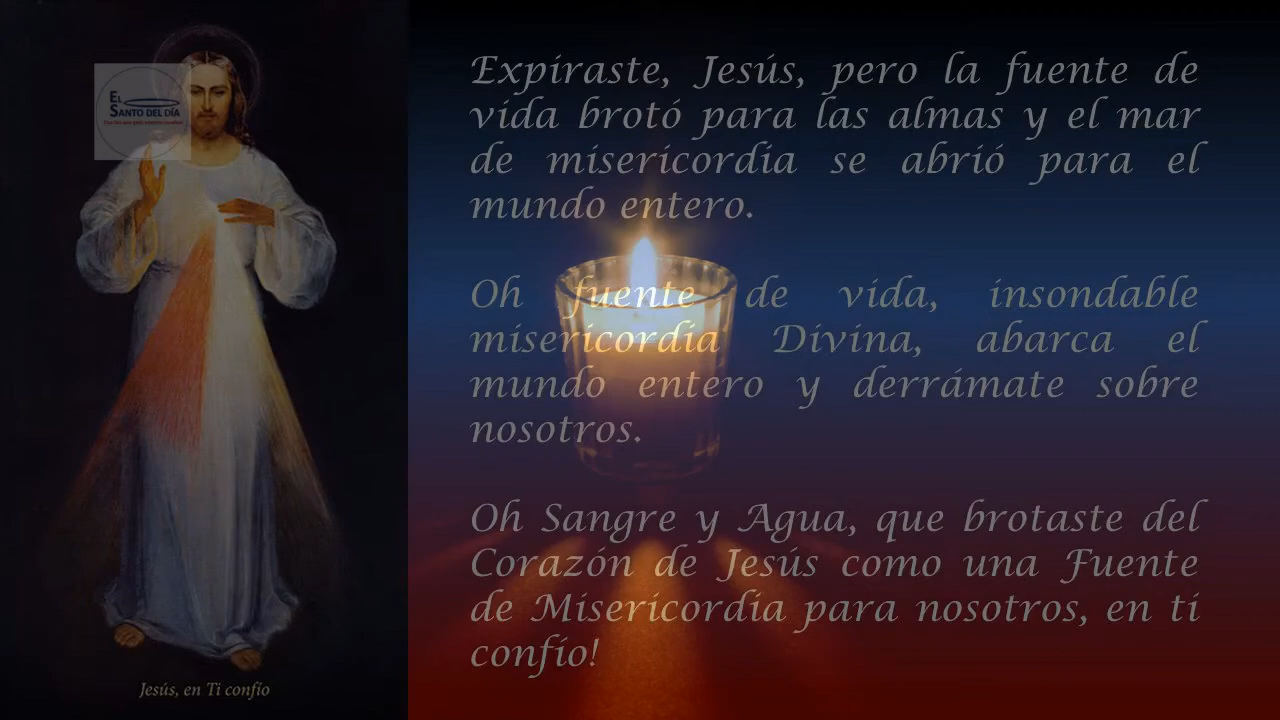 EL
SANTO DEL DÍA
Jesús, en Ti confío
Expiraste, Jesús, pero la fuente de
vida brotó para las almas y el mar
de misericordia se abrió para el
mundo entero.
Oh fuente de vida, insondable
misericordia Divina, abarca el
mundo entero y derrámate sobre
nosotros.
Oh Sangre y Agua, que brotaste del
Corazón de Jesús como una Fuente
de Misericordia para nosotros, en ti
confío!